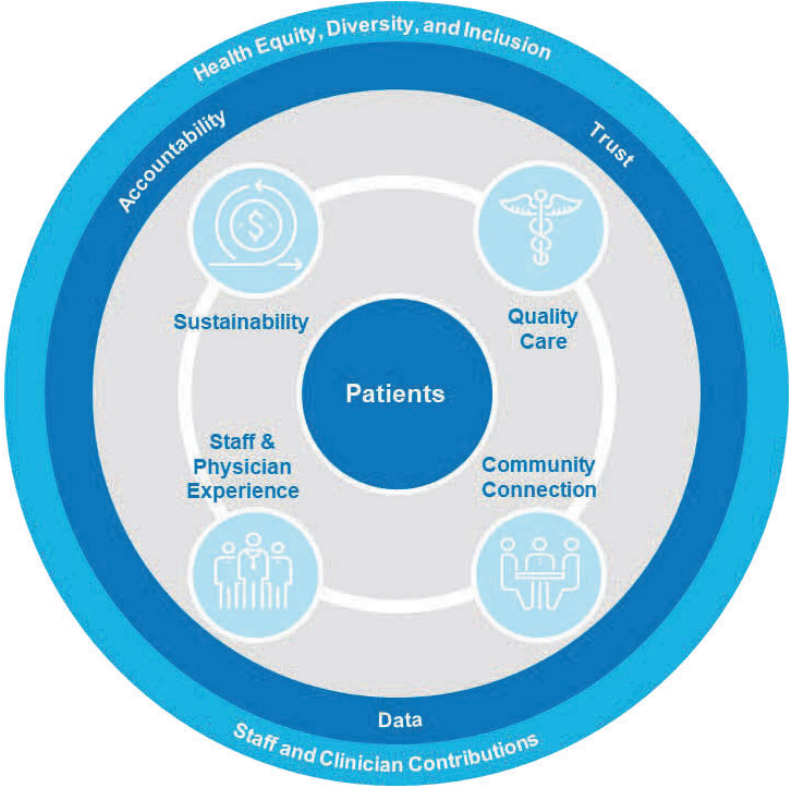 Health Equity, Diversity, and Inclusion
Accountability
Trust
$
Sustainability
Quality
Care
Patients
Staff &
Physician
Experience
Community
Connection
Data
Staff and Clinician Contributions